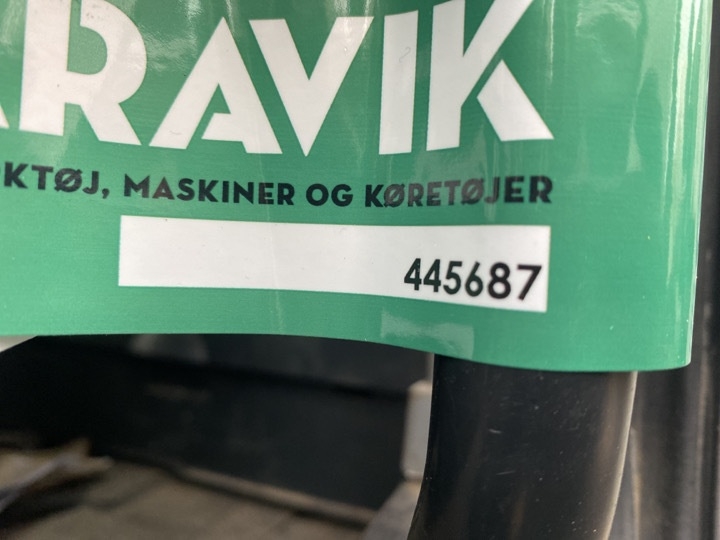 ARAVIK
KTØJ, MASKINER OG KØRETØJER
445687